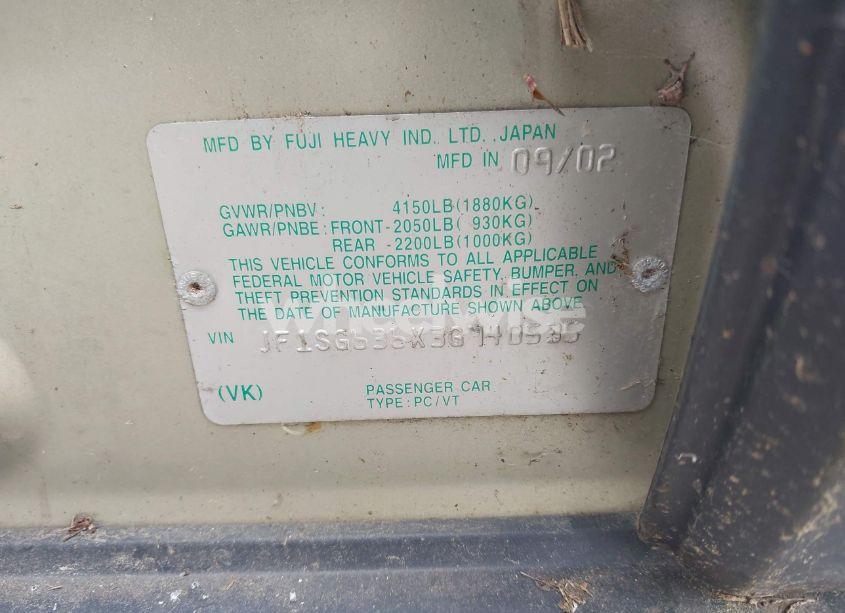 MFD BY FUJI HEAVY IND. LTD. JAPAN
MFD IN 09/02
GVWR/PNBV: 4150LB(1880KG)
GAWR/PNBE: FRONT-2050LB( 930KG)
REAR -2200LB(1000KG)
THIS VEHICLE CONFORMS TO ALL APPLICABLE
FEDERAL MOTOR VEHICLE SAFETY, BUMPER, AND
THEFT PREVENTION STANDARDS IN EFFECT ON
THE DATE OF MANUFACTURE SHOWN ABOVE.
VIN
(VK)
PASSENGER CAR
TYPE: PC/VT